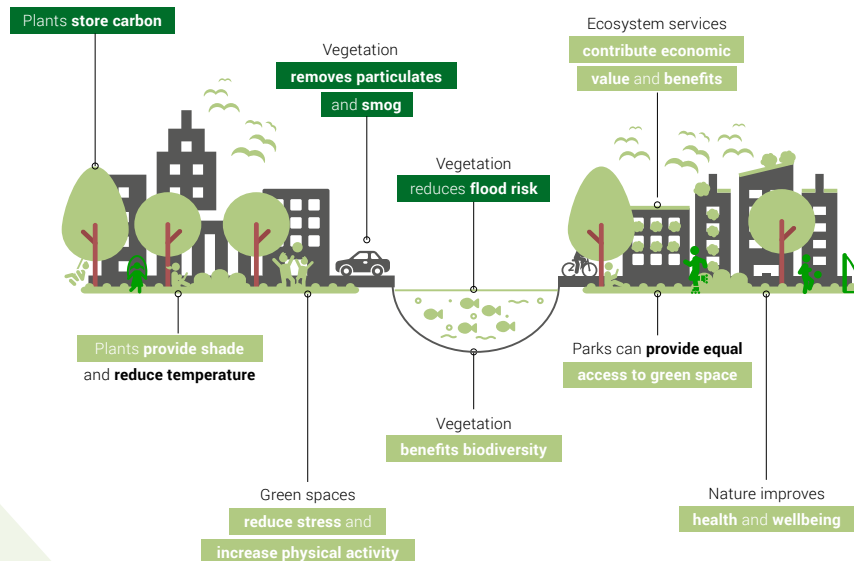 Plants store carbon
Vegetation
removes particulates
and smog
Ecosystem services
contribute economic
value and benefits
Vegetation
reduces flood risk
Plants provide shade
and reduce temperature
Parks can provide equal
access to green space
Vegetation
benefits biodiversity
Green spaces
reduce stress and
increase physical activity
Nature improves
health and wellbeing